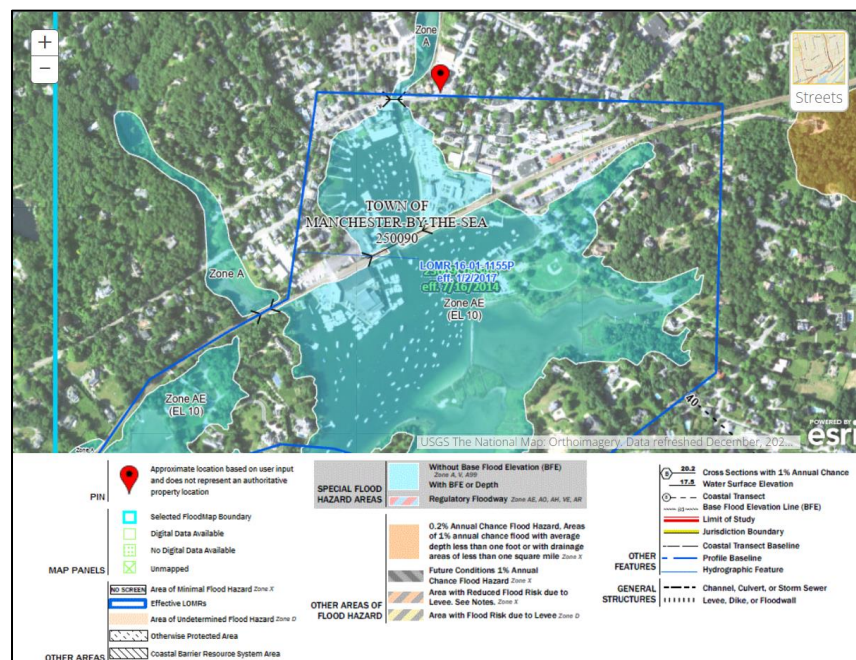 +
−
Zone
A
Streets
TOWN OF
MANCHESTER-BY-THE-SEA
250090
Zone A
LOMR 16-01-1155P
eff. 1/2/2017
eff. 7/16/2014
Zone AE
(EL 10)
Zone AE
(EL 10)
40
POWERED BY
esri
USGS The National Map: Orthoimagery. Data refreshed December, 202...
PIN
Approximate location based on user input
and does not represent an authoritative
property location
MAP PANELS
Selected FloodMap Boundary
Digital Data Available
No Digital Data Available
Unmapped
OTHER AREAS
NO SCREEN Area of Minimal Flood Hazard Zone X
Effective LOMRs
Area of Undetermined Flood Hazard Zone D
Otherwise Protected Area
Coastal Barrier Resource System Area
SPECIAL FLOOD
HAZARD AREAS
Without Base Flood Elevation (BFE)
Zone A, V, A99
With BFE or Depth
Regulatory Floodway Zone AE, AO, AH, VE, AR
OTHER AREAS OF
FLOOD HAZARD
0.2% Annual Chance Flood Hazard, Areas
of 1% annual chance flood with average
depth less than one foot or with drainage
areas of less than one square mile Zone X
Future Conditions 1% Annual
Chance Flood Hazard Zone X
Area with Reduced Flood Risk due to
Levee. See Notes. Zone X
Area with Flood Risk due to Levee Zone D
OTHER
FEATURES
20.2 Cross Sections with 1% Annual Chance
17.5 Water Surface Elevation
Coastal Transect
Base Flood Elevation Line (BFE)
Limit of Study
Jurisdiction Boundary
Coastal Transect Baseline
Profile Baseline
Hydrographic Feature
GENERAL
STRUCTURES
Channel, Culvert, or Storm Sewer
Levee, Dike, or Floodwall